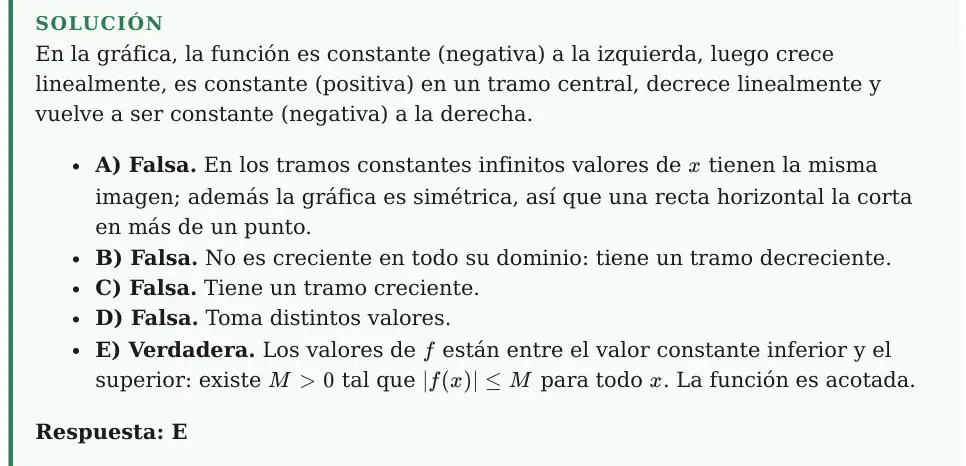 SOLUCIÓN
En la gráfica, la función es constante (negativa) a la izquierda, luego crece
linealmente, es constante (positiva) en un tramo central, decrece linealmente y
vuelve a ser constante (negativa) a la derecha.
• A) Falsa. En los tramos constantes infinitos valores de x tienen la misma
imagen; además la gráfica es simétrica, así que una recta horizontal la corta
en más de un punto.
• B) Falsa. No es creciente en todo su dominio: tiene un tramo decreciente.
• C) Falsa. Tiene un tramo creciente.
• D) Falsa. Toma distintos valores.
• E) Verdadera. Los valores de f están entre el valor constante inferior y el
superior: existe M > 0 tal que |f(x)| ≤ M para todo x. La función es acotada.
Respuesta: E